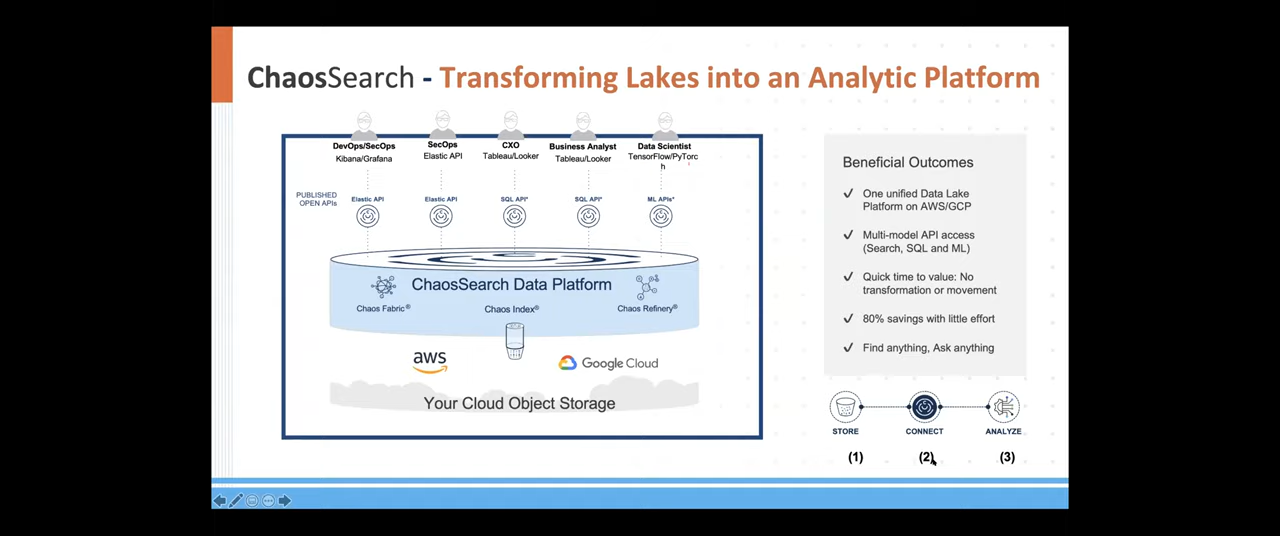 ChaosSearch - Transforming Lakes into an Analytic Platform
DevOps/SecOps
Kibana/Grafana
SecOps
Elastic API
CXO
Tableau/Looker
Business Analyst
Tableau/Looker
Data Scientist
TensorFlow/PyTorc
h
PUBLISHED
OPEN APIs
Elastic API
Elastic API
SQL API*
SQL API*
ML APIs*
ChaosSearch Data Platform
Chaos Fabric®
Chaos Index®
Chaos Refinery®
aws
Google Cloud
Your Cloud Object Storage
Beneficial Outcomes
✓ One unified Data Lake
Platform on AWS/GCP
✓ Multi-model API access
(Search, SQL and ML)
✓ Quick time to value: No
transformation or movement
✓ 80% savings with little effort
✓ Find anything, Ask anything
STORE
CONNECT
ANALYZE
(1)
(2)
(3)